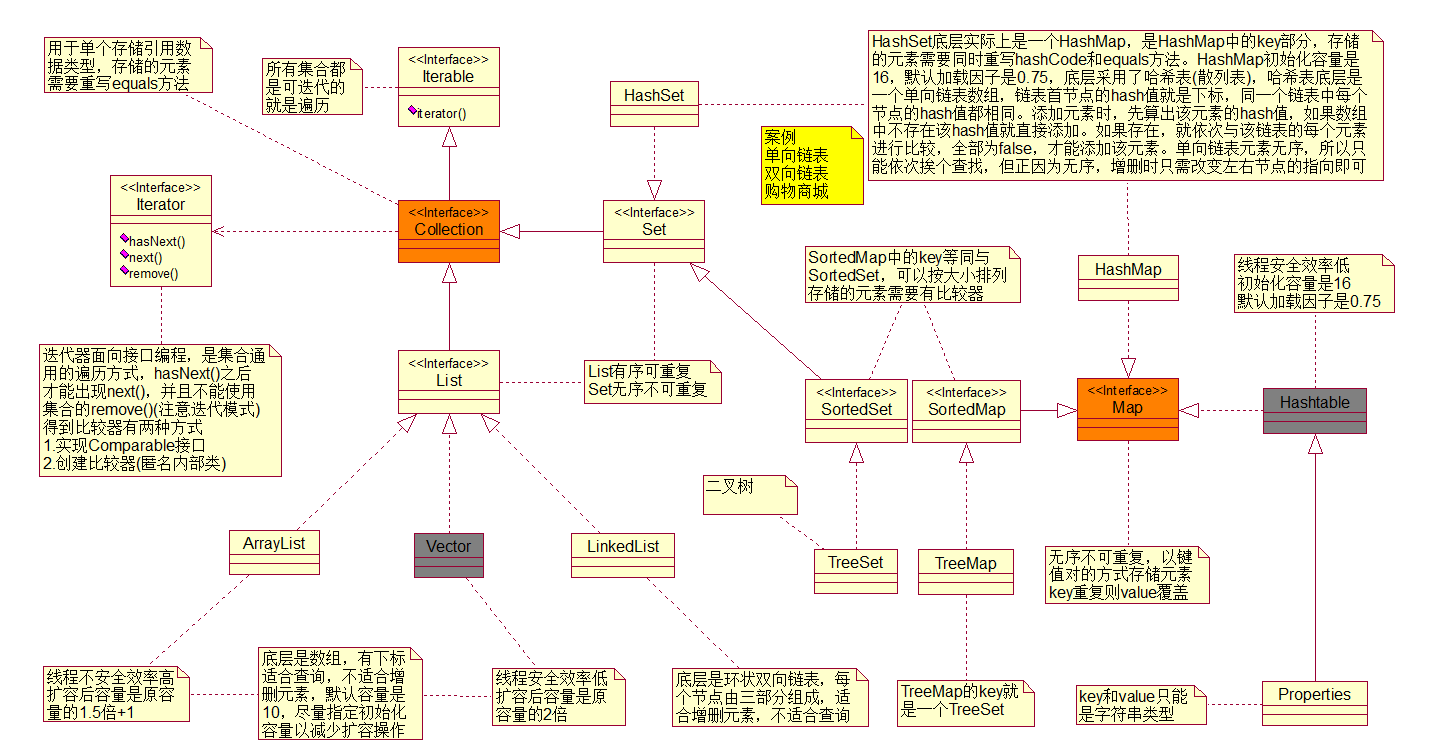 用于单个存储引用数
据类型，存储的元素
需要重写equals方法
所有集合都
是可迭代的
就是遍历
<<Interface>>
Iterable
iterator()
HashSet
HashSet底层实际上是一个HashMap，是HashMap中的key部分，存储
的元素需要同时重写hashCode和equals方法。HashMap初始化容量是
16，默认加载因子是0.75，底层采用了哈希表(散列表)，哈希表底层是
一个单向链表数组，链表首节点的hash值就是下标，同一个链表中每个
节点的hash值都相同。添加元素时，先算出该元素的hash值，如果数组
中不存在该hash值就直接添加。如果存在，就依次与该链表的每个元素
进行比较，全部为false，才能添加该元素。单向链表元素无序，所以只
能依次挨个查找，但正因为无序，增删时只需改变左右节点的指向即可
案例
单向链表
双向链表
购物商城
<<Interface>>
Iterator
hasNext()
next()
remove()
<<Interface>>
Collection
<<Interface>>
Set
SortedMap中的key等同与
SortedSet，可以按大小排列
存储的元素需要有比较器
HashMap
线程安全效率低
初始化容量是16
默认加载因子是0.75
迭代器面向接口编程，是集合通
用的遍历方式，hasNext()之后
才能出现next()，并且不能使用
集合的remove()(注意迭代模式)
得到比较器有两种方式
1.实现Comparable接口
2.创建比较器(匿名内部类)
<<Interface>>
List
List有序可重复
Set无序不可重复
<<Interface>>
SortedSet
<<Interface>>
SortedMap
<<Interface>>
Map
Hashtable
二叉树
ArrayList
Vector
LinkedList
TreeSet
TreeMap
无序不可重复，以键
值对的方式存储元素
key重复则value覆盖
线程不安全效率高
扩容后容量是原容
量的1.5倍+1
底层是数组，有下标
适合查询，不适合增
删元素，默认容量是
10，尽量指定初始化
容量以减少扩容操作
线程安全效率低
扩容后容量是原
容量的2倍
底层是环状双向链表，每
个节点由三部分组成，适
合增删元素，不适合查询
TreeMap的key就
是一个TreeSet
key和value只能
是字符串类型
Properties